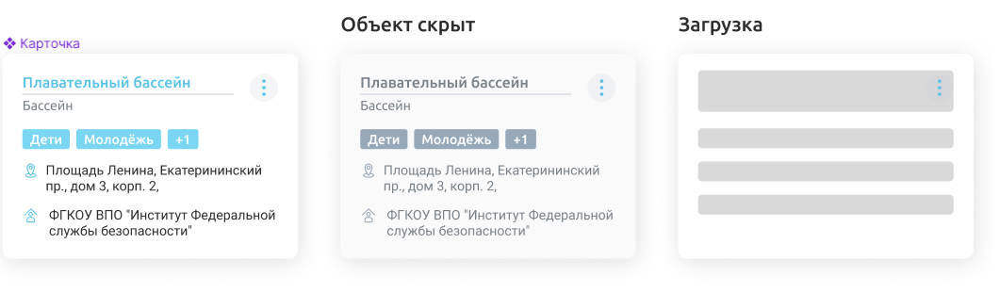 Объект скрыт
Загрузка
Карточка
Плавательный бассейн
Бассейн
Дети Молодёжь +1
Площадь Ленина, Екатерининский
пр., дом 3, корп. 2,
ФГКОУ ВПО "Институт Федеральной
службы безопасности"
Плавательный бассейн
Бассейн
Дети Молодёжь +1
Площадь Ленина, Екатерининский
пр., дом 3, корп. 2,
ФГКОУ ВПО "Институт Федеральной
службы безопасности"